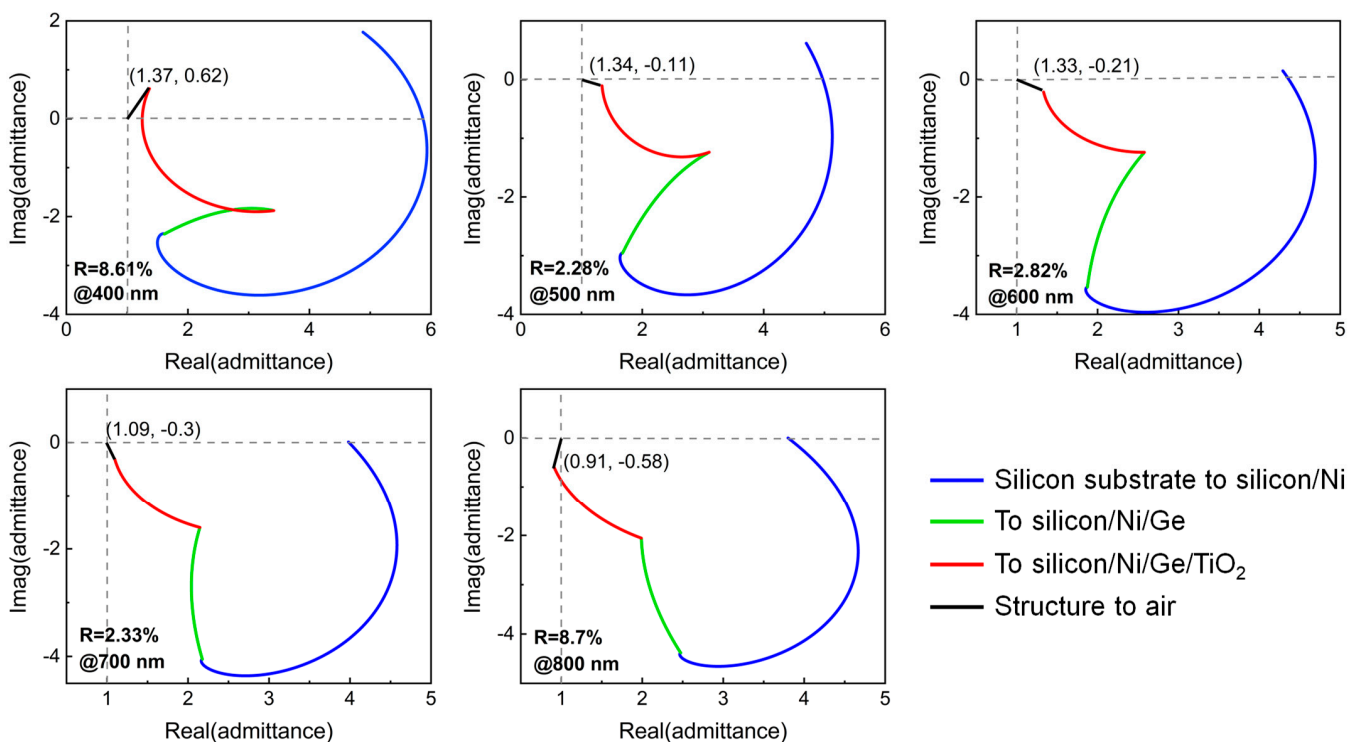 2
0
-2
-4
0
2
4
6
Imag(admittance)
Real(admittance)
(1.37, 0.62)
R=8.61%
@400 nm
0
-2
-4
0
2
4
6
Imag(admittance)
Real(admittance)
(1.34, -0.11)
R=2.28%
@500 nm
0
-2
-4
1
2
3
4
5
Imag(admittance)
Real(admittance)
(1.33, -0.21)
R=2.82%
@600 nm
0
-2
-4
1
2
3
4
5
Imag(admittance)
Real(admittance)
(1.09, -0.3)
R=2.33%
@700 nm
0
-2
-4
1
2
3
4
5
Imag(admittance)
Real(admittance)
(0.91, -0.58)
R=8.7%
@800 nm
Silicon substrate to silicon/Ni
To silicon/Ni/Ge
To silicon/Ni/Ge/TiO₂
Structure to air